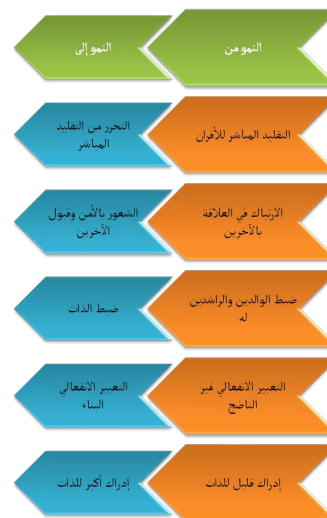 النمو من
النمو إلى
التقليد المباشر للأقران
التحرر من التقليد
المباشر
الارتباك في العلاقة
بالآخرين
الشعور بالأمن وقبول
الآخرين
ضبط الوالدين والراشدين
له
ضبط الذات
التعبير الانفعالي غير
الناضج
التعبير الانفعالي
البناء
إدراك قليل للذات
إدراك أكبر للذات